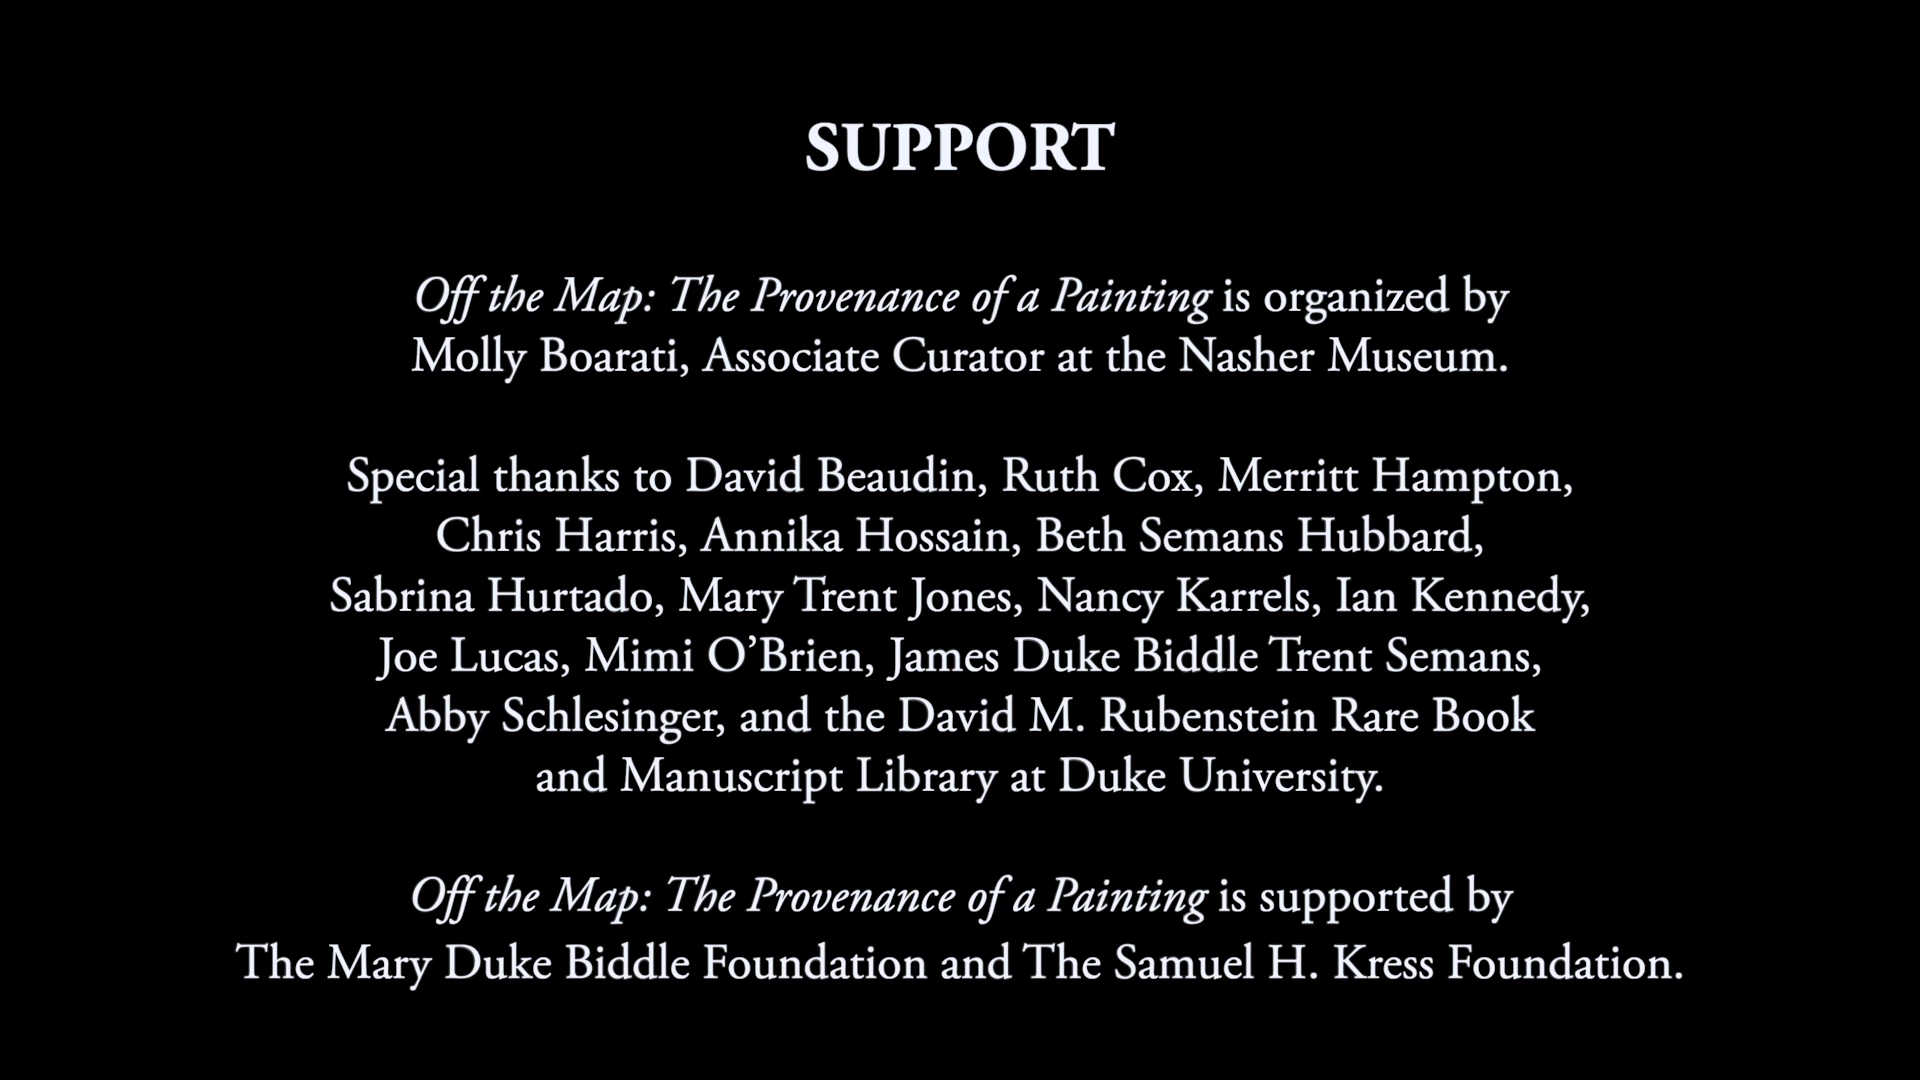 SUPPORT
Off the Map: The Provenance of a Painting is organized by
Molly Boarati, Associate Curator at the Nasher Museum.
Special thanks to David Beaudin, Ruth Cox, Merritt Hampton,
Chris Harris, Annika Hossain, Beth Semans Hubbard,
Sabrina Hurtado, Mary Trent Jones, Nancy Karrels, Ian Kennedy,
Joe Lucas, Mimi O’Brien, James Duke Biddle Trent Semans,
Abby Schlesinger, and the David M. Rubenstein Rare Book
and Manuscript Library at Duke University.
Off the Map: The Provenance of a Painting is supported by
The Mary Duke Biddle Foundation and The Samuel H. Kress Foundation.